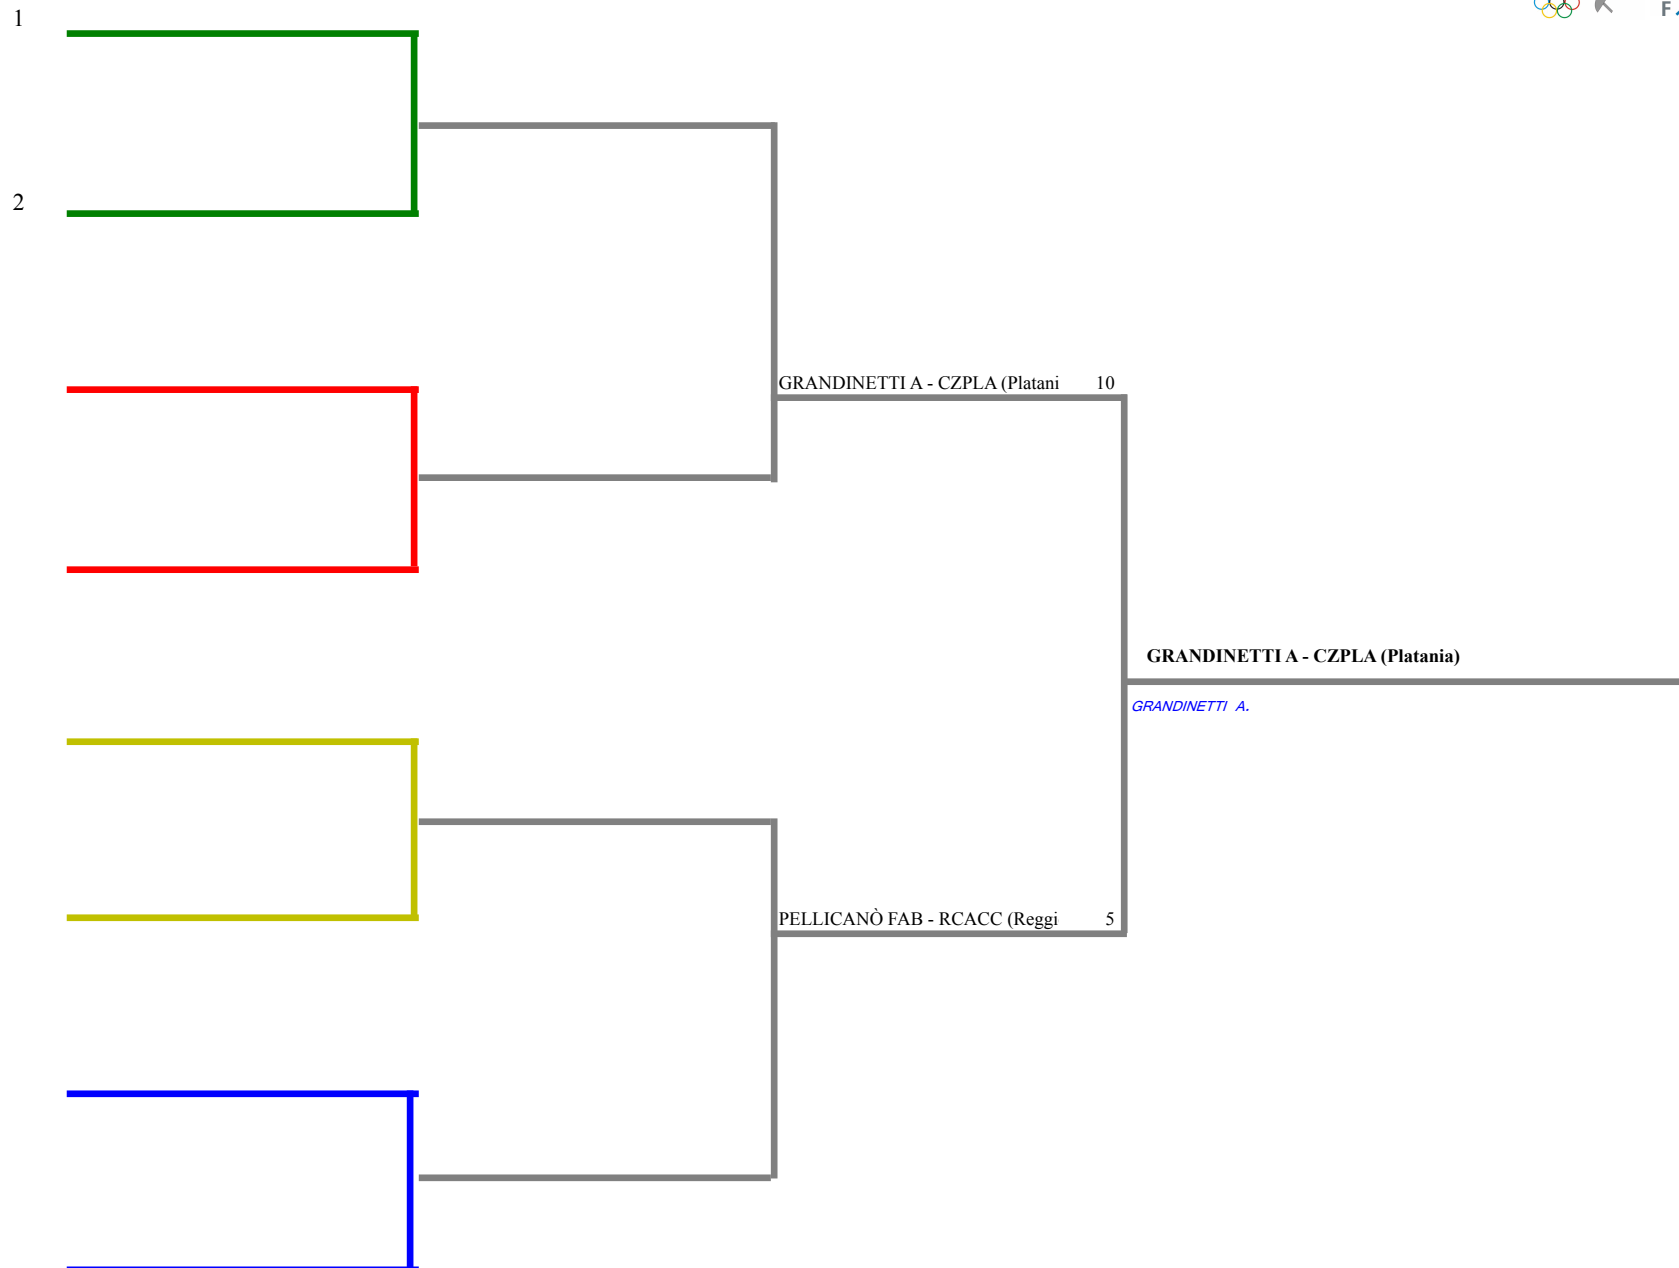 1
F
2
GRANDINETTI A - CZPLA (Platani 10
GRANDINETTI A - CZPLA (Platania)
GRANDINETTI A.
PELLICANÒ FAB - RCACC (Reggi 5